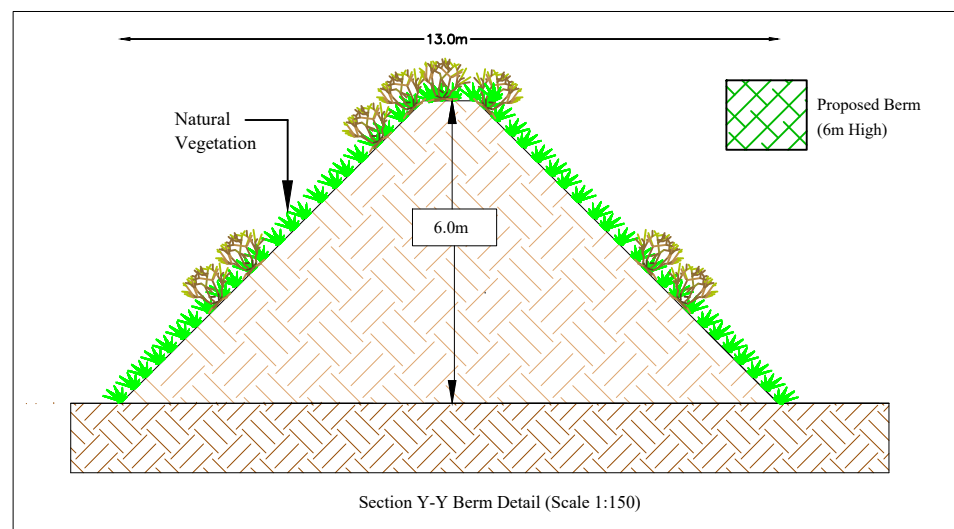 13.0m
Natural
Vegetation
Proposed Berm
(6m High)
6.0m
Section Y-Y Berm Detail (Scale 1:150)